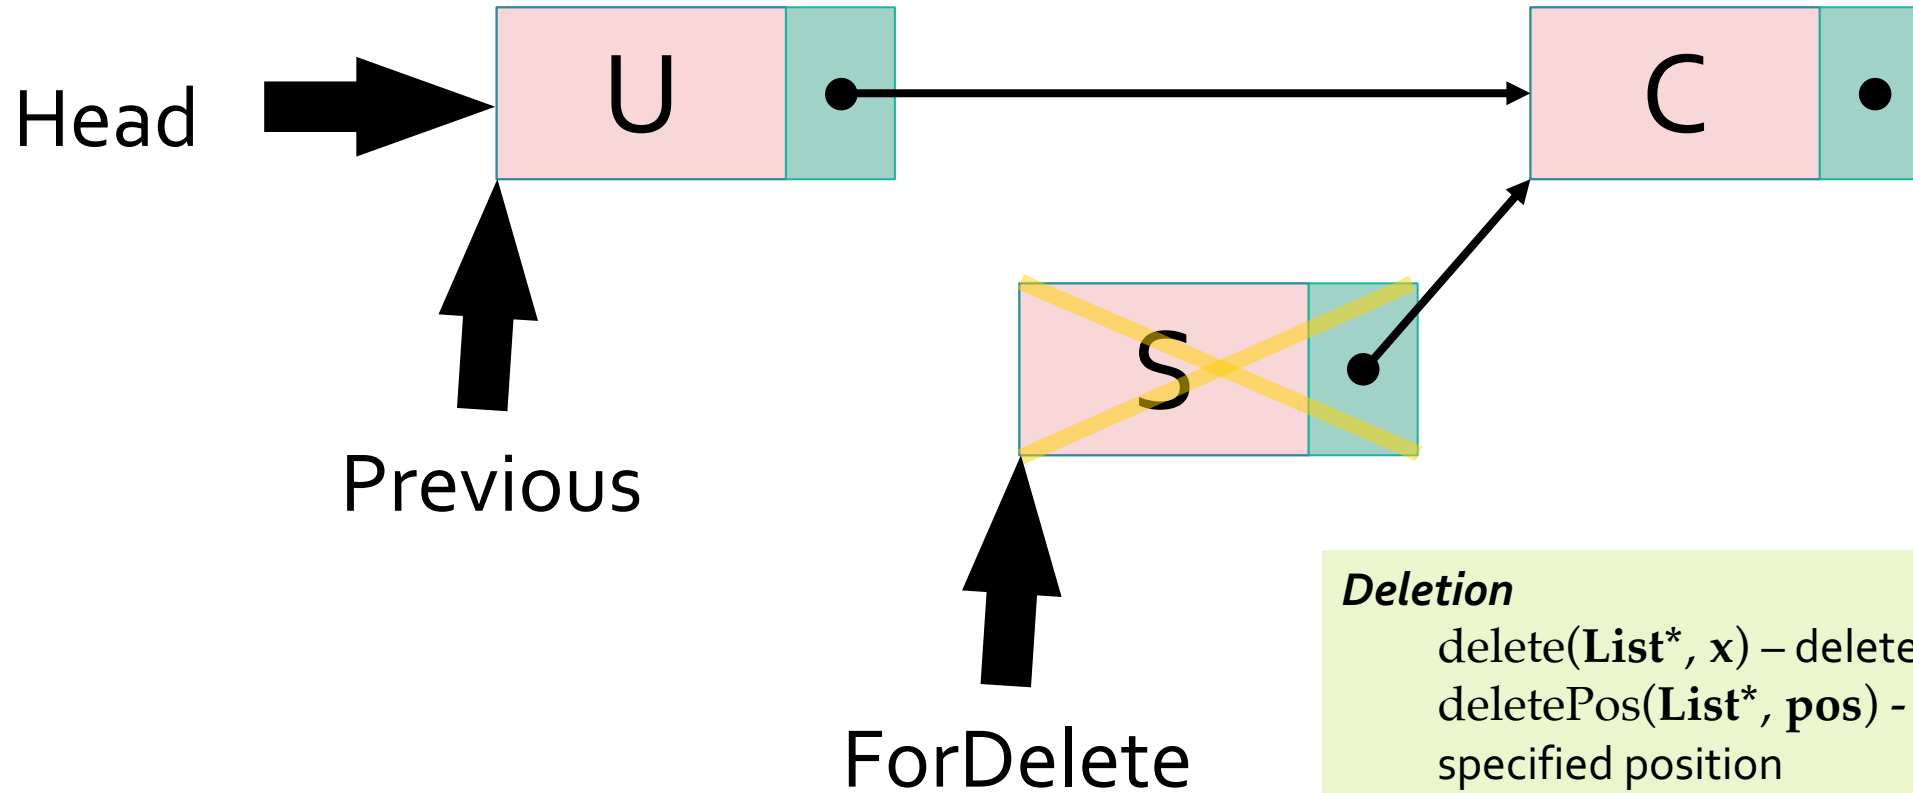 Head
U
C
Previous
S
ForDelete
Deletion
delete(List*, x) – delete
deletePos(List*, pos) -
specified position